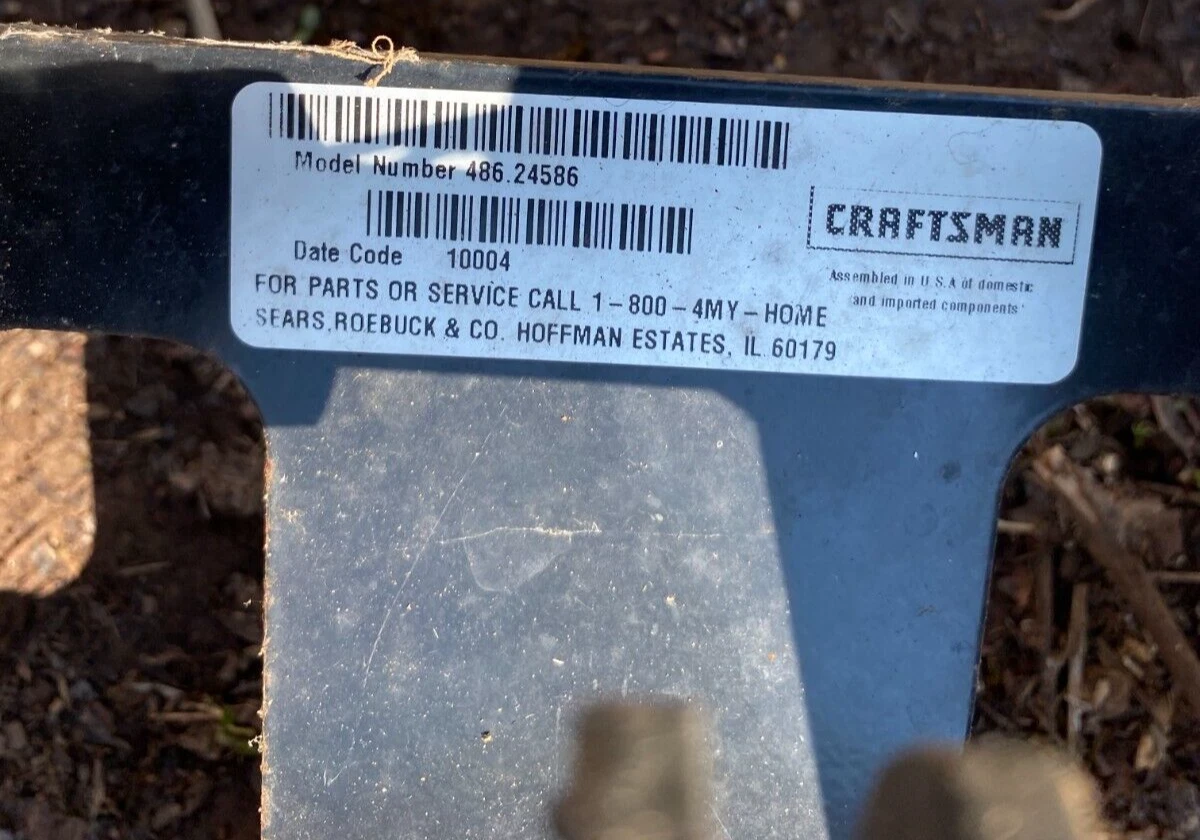 Model Number 486.24586
CRAFTSMAN
Date Code 10004
Assembled in U.S.A of domestic
and imported components
FOR PARTS OR SERVICE CALL 1-800-4MY-HOME
SEARS,ROEBUCK & CO. HOFFMAN ESTATES, IL 60179